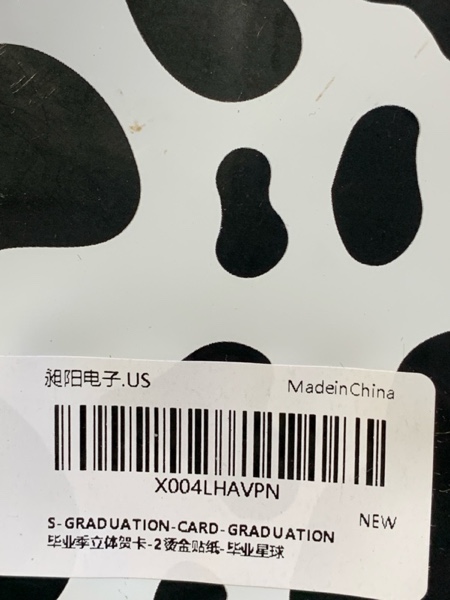 昶阳电子.US
MadeinChina
X004LHAVPN
NEW
S-GRADUATION-CARD-GRADUATION
毕业季立体贺卡-2烫金贴纸-毕业星球